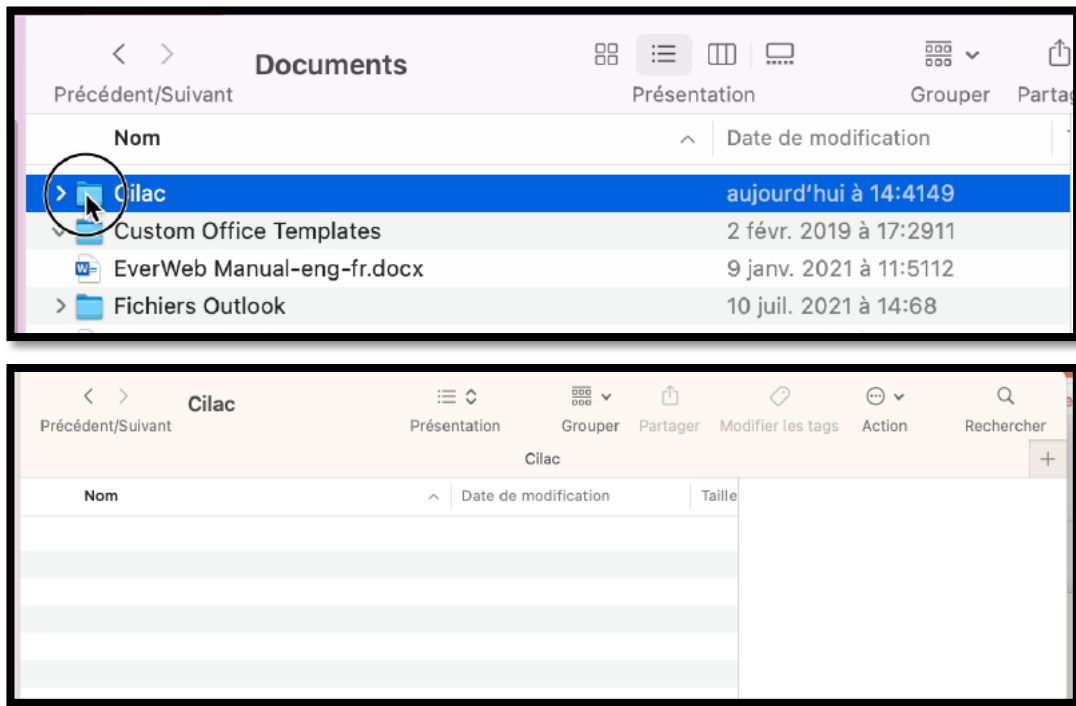 Documents
Précédent/Suivant Présentation Grouper
Nom Date de modification
Cilac aujourd'hui à 14:4149
Custom Office Templates 2 févr. 2019 à 17:2911
EverWeb Manual-eng-fr.docx 9 janv. 2021 à 11:5112
Fichiers Outlook 10 juil. 2021 à 14:68
Cilac
Précédent/Suivant Présentation Grouper Partager Modifier les tags Action Rechercher
Cilac
Nom Date de modification Taille